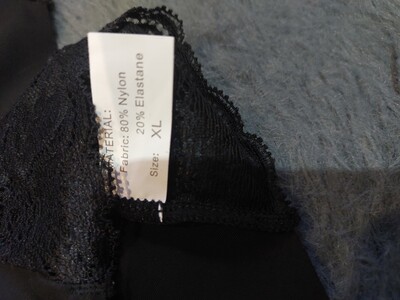 MATERIAL:
Fabric: 80% Nylon
20% Elastane
Size: XL